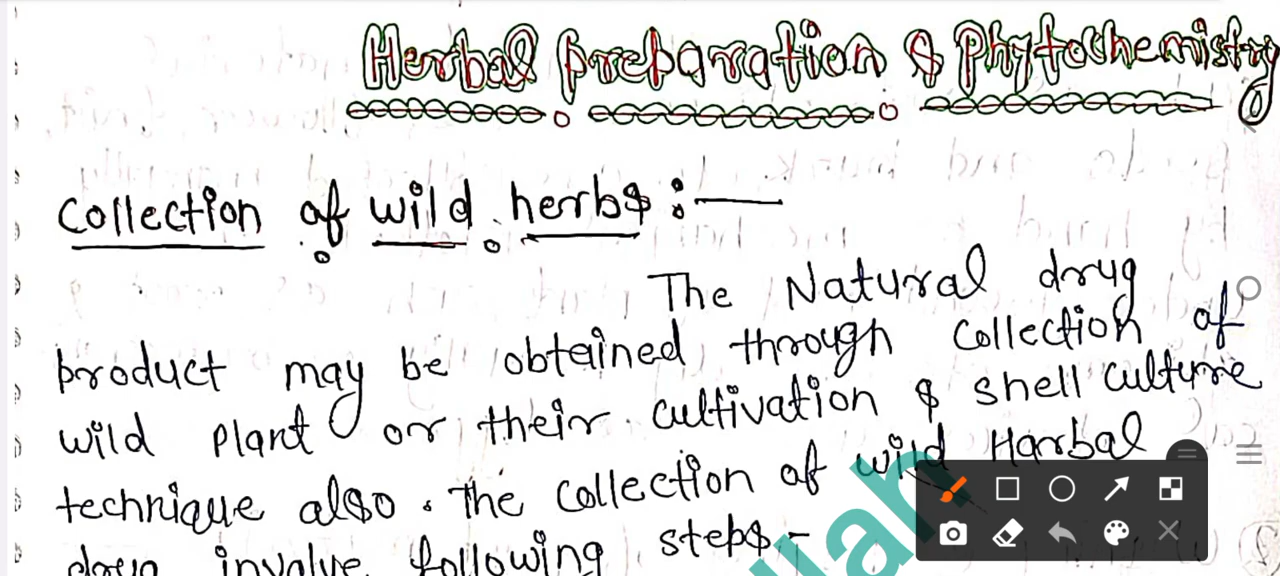 Herbal preparation & Phytochemistry
Collection of wild herbs :—
The Natural drug
product may be obtained through collection of
wild plant or their cultivation & shell culture
technique also. The collection of wild Harbal
drug involve following steps -